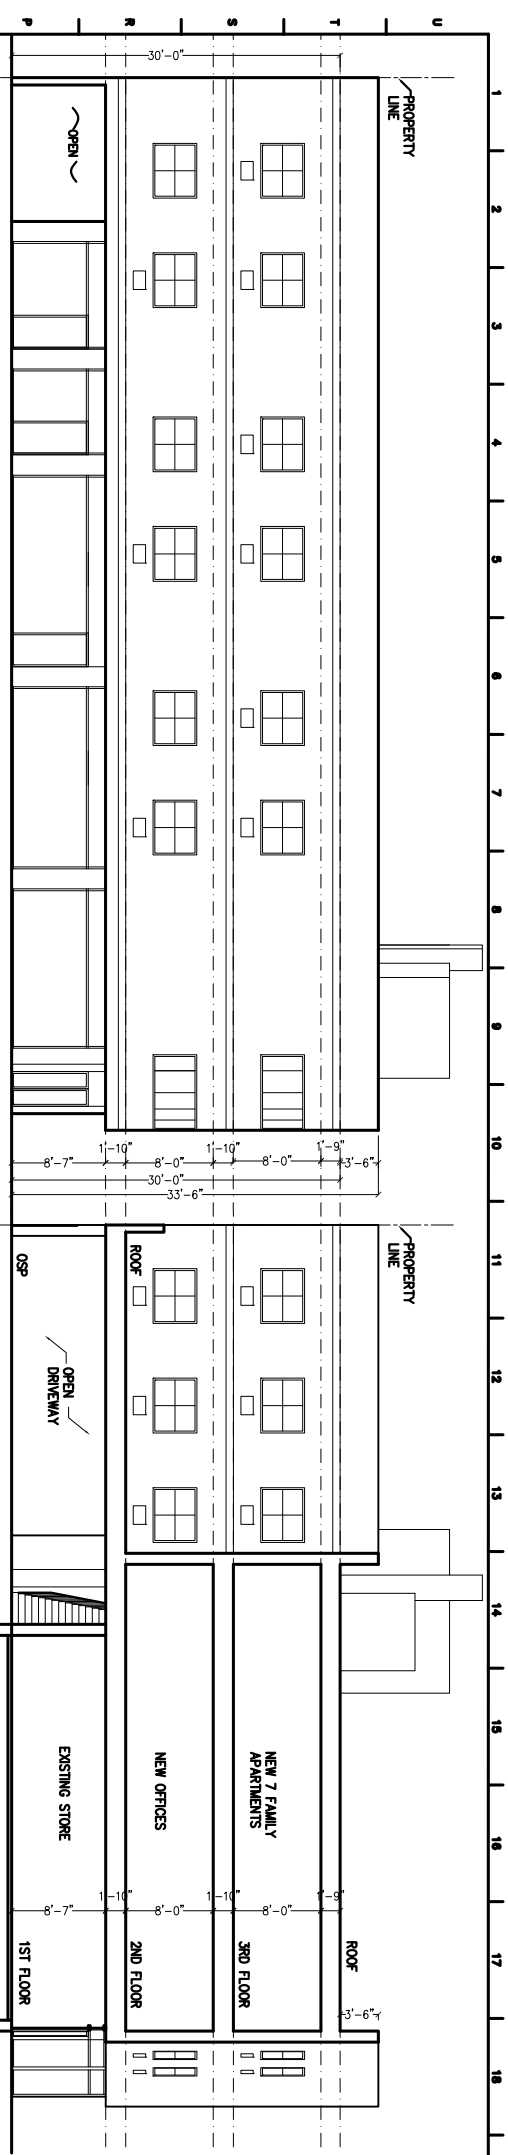 P
R
S
T
U
1
2
3
4
5
6
7
8
9
10
11
12
13
14
15
16
17
18
30'-0"
PROPERTY
LINE
OPEN
8'-7"
1'-10"
8'-0"
1'-10"
8'-0"
1'-9"
3'-6"
30'-0"
33'-6"
PROPERTY
LINE
ROOF
OSP
OPEN
DRIVEWAY
NEW 7 FAMILY
APARTMENTS
NEW OFFICES
EXISTING STORE
8'-7"
1'-10"
8'-0"
1'-10"
8'-0"
1'-9"
3'-6"
ROOF
3RD FLOOR
2ND FLOOR
1ST FLOOR